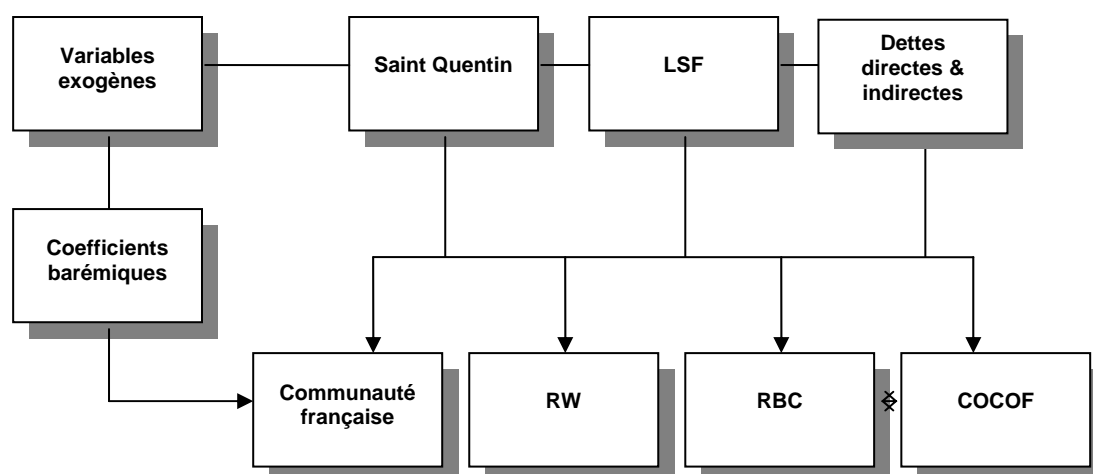 Variables
exogènes
Saint Quentin
LSF
Dettes
directes &
indirectes
Coefficients
barémiques
Communauté
française
RW
RBC
COCOF